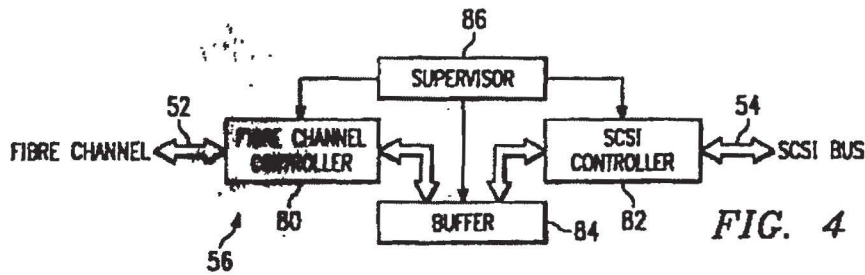 86
SUPERVISOR
52
54
FIBRE CHANNEL
FIBRE CHANNEL
CONTROLLER
SCSI
CONTROLLER
SCSI BUS
80
BUFFER
84
82
FIG. 4
56